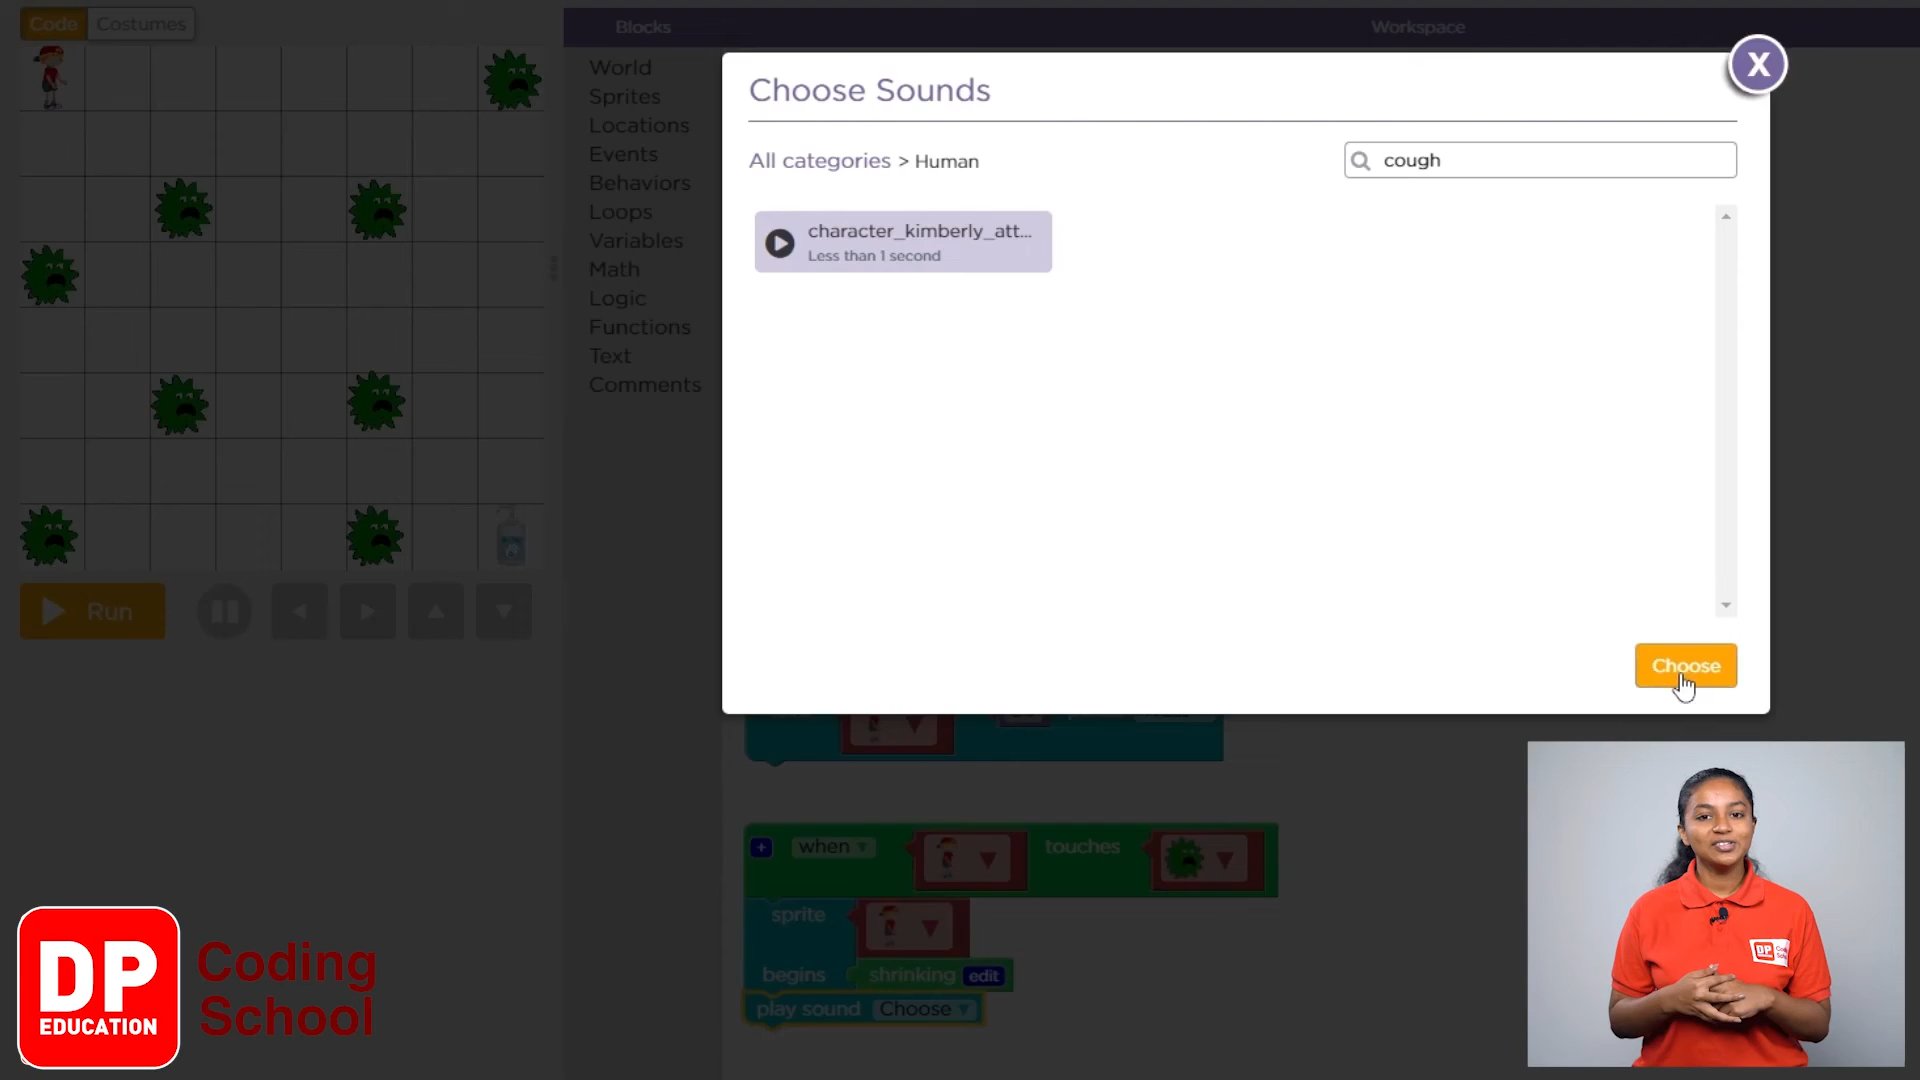 Code
Costumes
Blocks
Workspace
World
Sprites
Locations
Events
Behaviors
Loops
Variables
Math
Logic
Functions
Text
Comments
Run
Choose Sounds
X
All categories > Human
cough
character_kimberly_att...
Less than 1 second
Choose
when
touches
sprite
begins shrinking edit
play sound Choose
DP
EDUCATION
Coding
School
DP